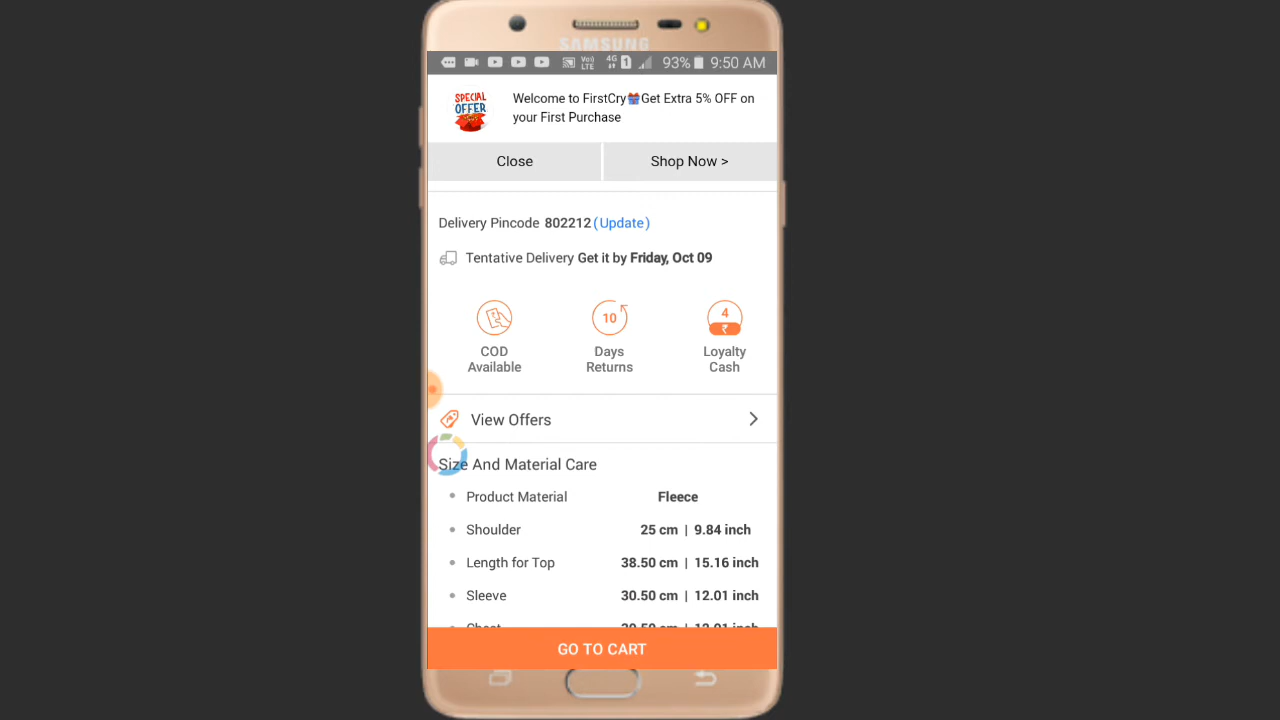 SAMSUNG
VoLTE 4G 1 93% 9:50 AM
SPECIAL OFFER
Welcome to FirstCry🎁Get Extra 5% OFF on
your First Purchase
Close Shop Now >
Delivery Pincode 802212 (Update)
Tentative Delivery Get it by Friday, Oct 09
10 4
₹
COD Days Loyalty
Available Returns Cash
View Offers
Size And Material Care
Product Material Fleece
Shoulder 25 cm | 9.84 inch
Length for Top 38.50 cm | 15.16 inch
Sleeve 30.50 cm | 12.01 inch
GO TO CART